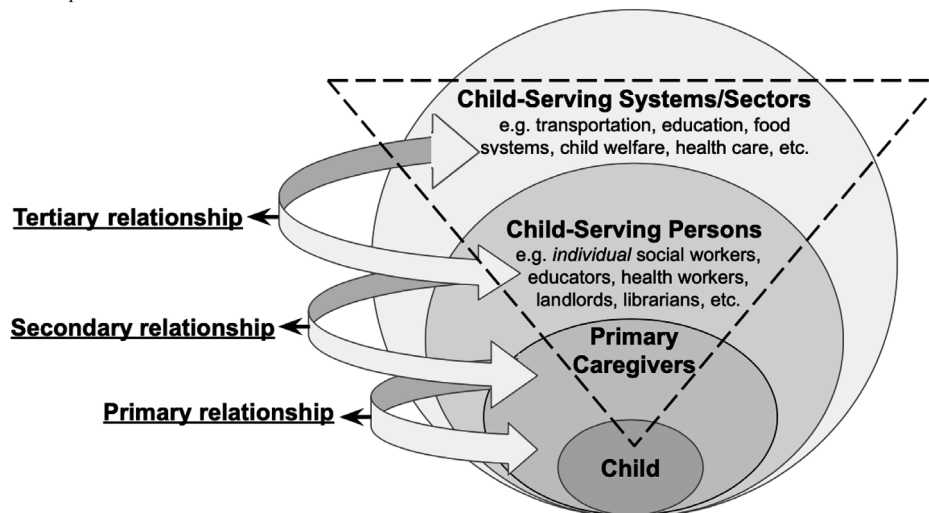 Child-Serving Systems/Sectors
e.g. transportation, education, food
systems, child welfare, health care, etc.
Tertiary relationship
Child-Serving Persons
e.g. individual social workers,
educators, health workers,
landlords, librarians, etc.
Secondary relationship
Primary
Caregivers
Primary relationship
Child